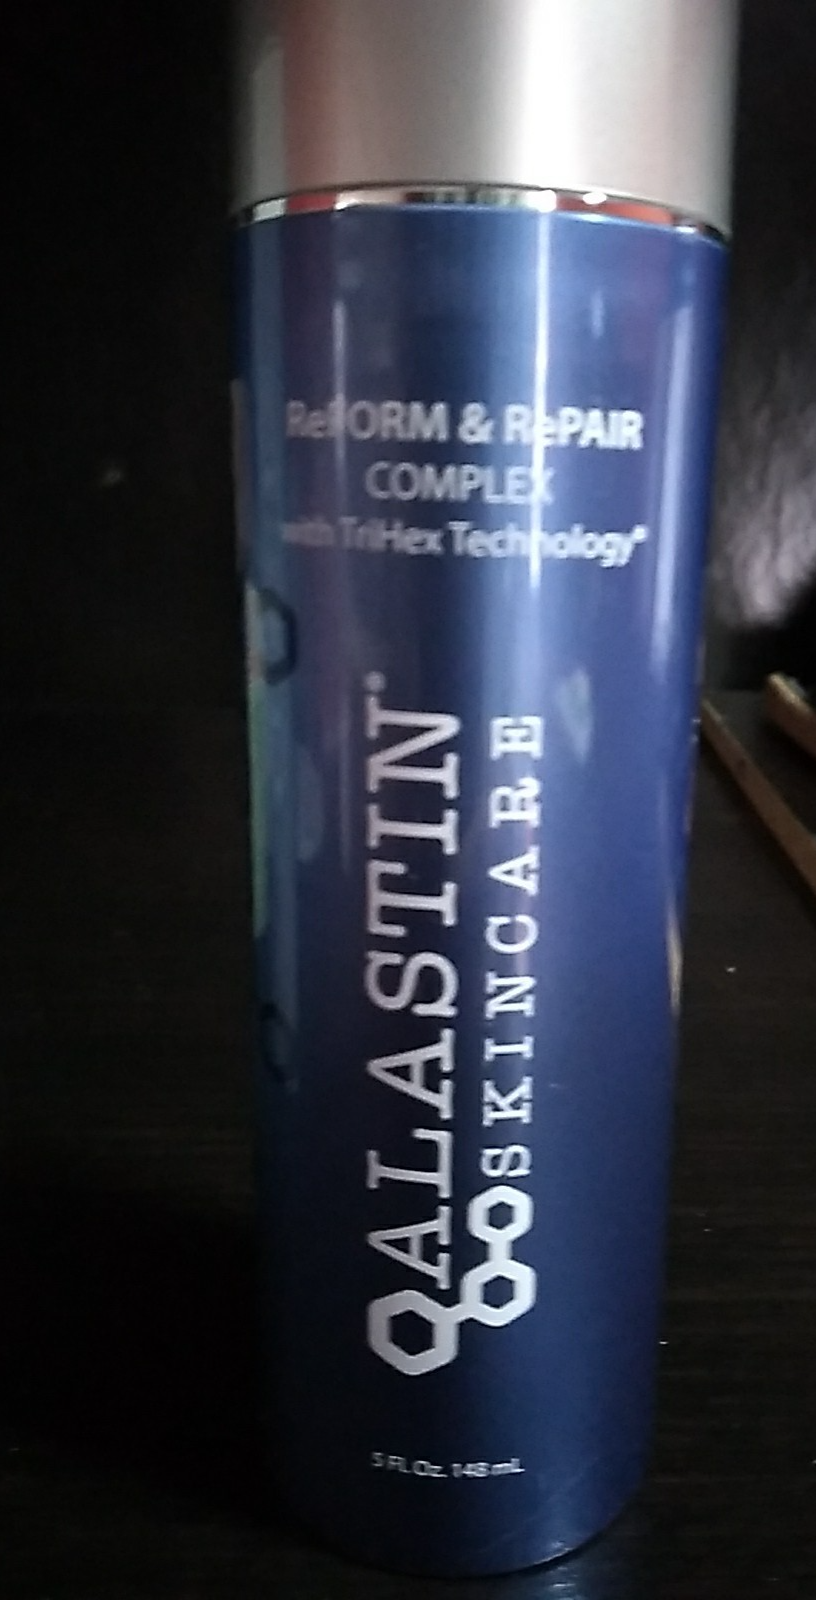 ReFORM & RePAIR
COMPLEX
with TriHex Technology®
ALASTIN®
SKINCARE
5 Fl. Oz. 148 mL